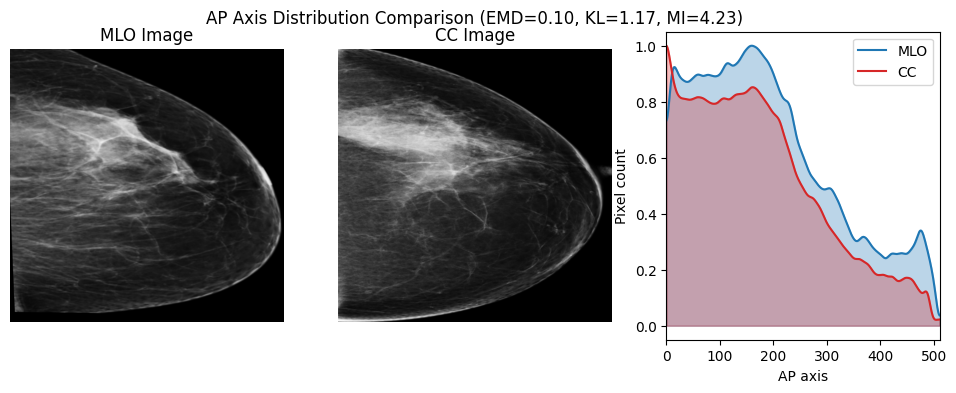 AP Axis Distribution Comparison (EMD=0.10, KL=1.17, MI=4.23)
MLO Image
CC Image
MLO
CC
1.0
0.8
0.6
0.4
0.2
0.0
Pixel count
0 100 200 300 400 500
AP axis